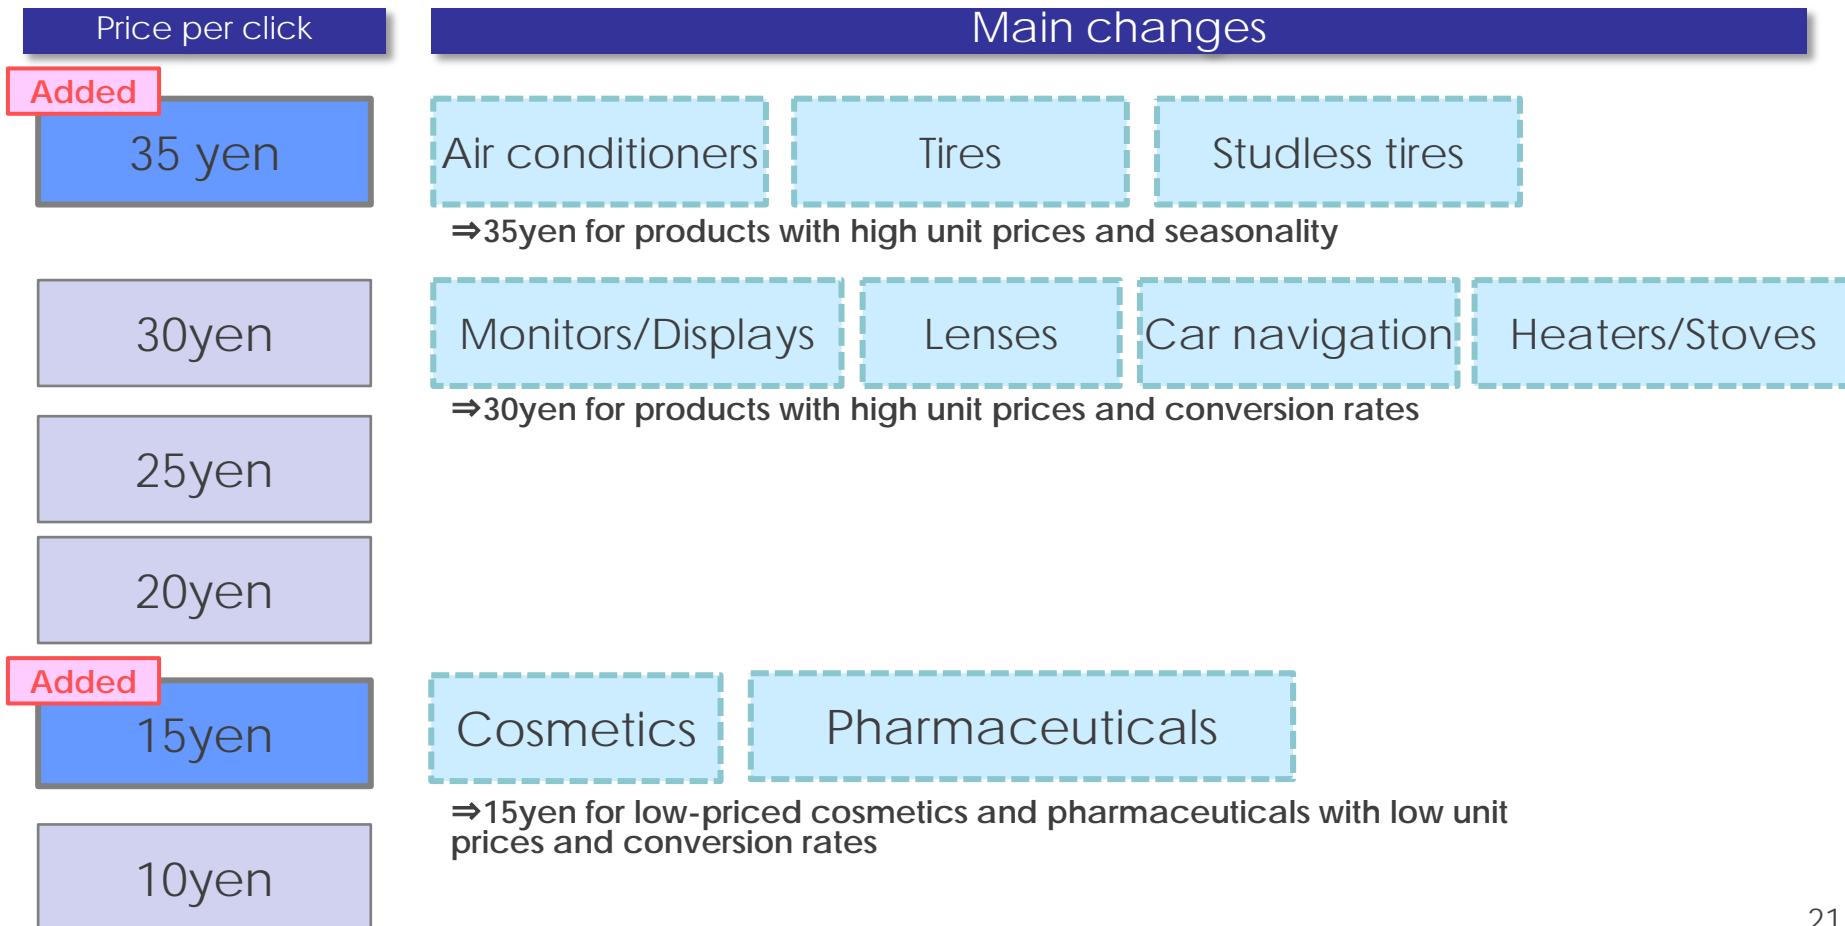 Price per click
Main changes
Added
35 yen
Air conditioners
Tires
Studless tires
⇒35yen for products with high unit prices and seasonality
30yen
Monitors/Displays
Lenses
Car navigation
Heaters/Stoves
⇒30yen for products with high unit prices and conversion rates
25yen
20yen
Added
15yen
Cosmetics
Pharmaceuticals
⇒15yen for low-priced cosmetics and pharmaceuticals with low unit
prices and conversion rates
10yen
21